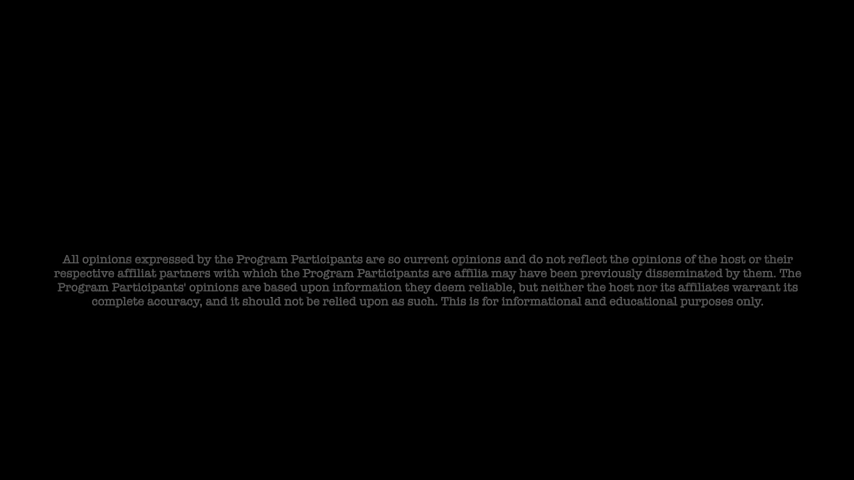 All opinions expressed by the Program Participants are so current opinions and do not reflect the opinions of the host or their
respective affiliat partners with which the Program Participants are affilia may have been previously disseminated by them. The
Program Participants' opinions are based upon information they deem reliable, but neither the host nor its affiliates warrant its
complete accuracy, and it should not be relied upon as such. This is for informational and educational purposes only.